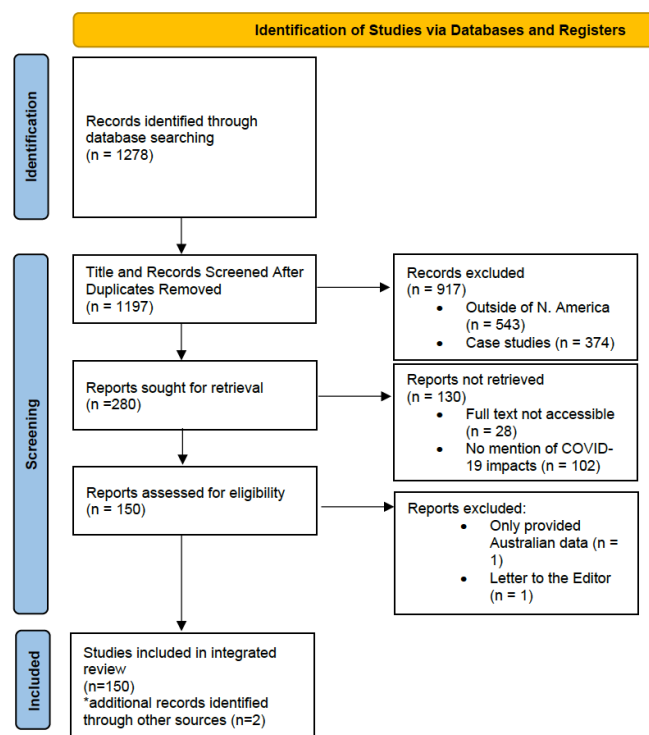 Identification of Studies via Databases and Registers
Identification
Records identified through
database searching
(n = 1278)
Screening
Title and Records Screened After
Duplicates Removed
(n = 1197)
Records excluded
(n = 917)
• Outside of N. America
(n = 543)
• Case studies (n = 374)
Reports sought for retrieval
(n =280)
Reports not retrieved
(n = 130)
• Full text not accessible
(n = 28)
• No mention of COVID-
19 impacts (n = 102)
Reports assessed for eligibility
(n = 150)
Reports excluded:
• Only provided
Australian data (n =
1)
• Letter to the Editor
(n = 1)
Included
Studies included in integrated
review
(n=150)
*additional records identified
through other sources (n=2)